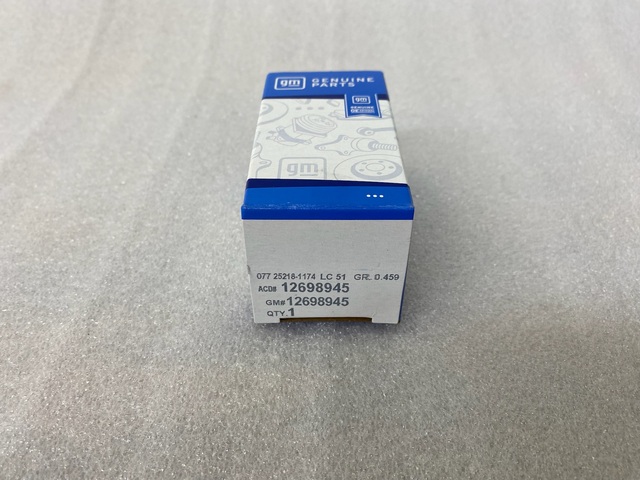 gm GENUINE
PARTS
gm
GENUINE
gm
077 25218-1174 LC 51 GR. 0.459
ACD# 12698945
GM# 12698945
QTY. 1